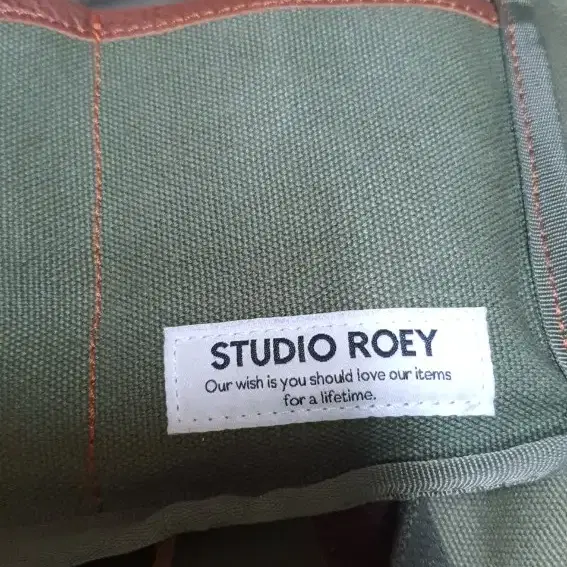 STUDIO ROEY
Our wish is you should love our items
for a lifetime.